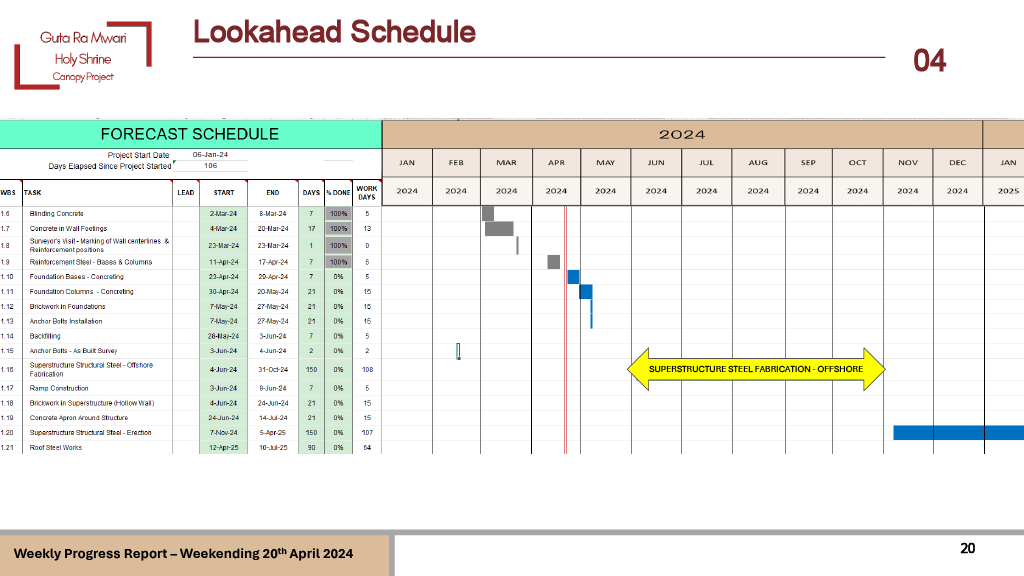 Guta Ra Mwari
Holy Shrine
Canopy Project
Lookahead Schedule
04
FORECAST SCHEDULE
2024
Project Start Date 06-Jan-24
Days Elapsed Since Project Started 106
JAN FEB MAR APR MAY JUN JUL AUG SEP OCT NOV DEC JAN
WBS TASK LEAD START END DAYS % DONE WORK DAYS
2024 2024 2024 2024 2024 2024 2024 2024 2024 2024 2024 2024 2025
1.6 Blinding Concrete 2-Mar-24 8-Mar-24 7 100% 5
1.7 Concrete in Wall Footings 4-Mar-24 20-Mar-24 17 100% 13
1.8 Surveyor's Visit - Marking of Wall centerlines & Reinforcement positions 23-Mar-24 23-Mar-24 1 100% 0
1.9 Reinforcement Steel - Bases & Columns 11-Apr-24 17-Apr-24 7 100% 5
1.10 Foundation Bases - Concreting 23-Apr-24 29-Apr-24 7 0% 5
1.11 Foundation Columns - Concreting 30-Apr-24 20-May-24 21 0% 15
1.12 Brickwork in Foundations 7-May-24 27-May-24 21 0% 15
1.13 Anchor Bolts Installation 7-May-24 27-May-24 21 0% 15
1.14 Backfilling 28-May-24 3-Jun-24 7 0% 5
1.15 Anchor Bolts - As Built Survey 3-Jun-24 4-Jun-24 2 0% 2
1.16 Superstructure Structural Steel - Offshore Fabrication 4-Jun-24 31-Oct-24 150 0% 108
SUPERSTRUCTURE STEEL FABRICATION - OFFSHORE
1.17 Ramp Construction 3-Jun-24 9-Jun-24 7 0% 5
1.18 Brickwork in Superstructure (Hollow Wall) 4-Jun-24 24-Jun-24 21 0% 15
1.19 Concrete Apron Around Structure 24-Jun-24 14-Jul-24 21 0% 15
1.20 Superstructure Structural Steel - Erection 7-Nov-24 5-Apr-25 150 0% 107
1.21 Roof Steel Works 12-Apr-25 10-Jul-25 90 0% 64
Weekly Progress Report – Weekending 20th April 2024
20